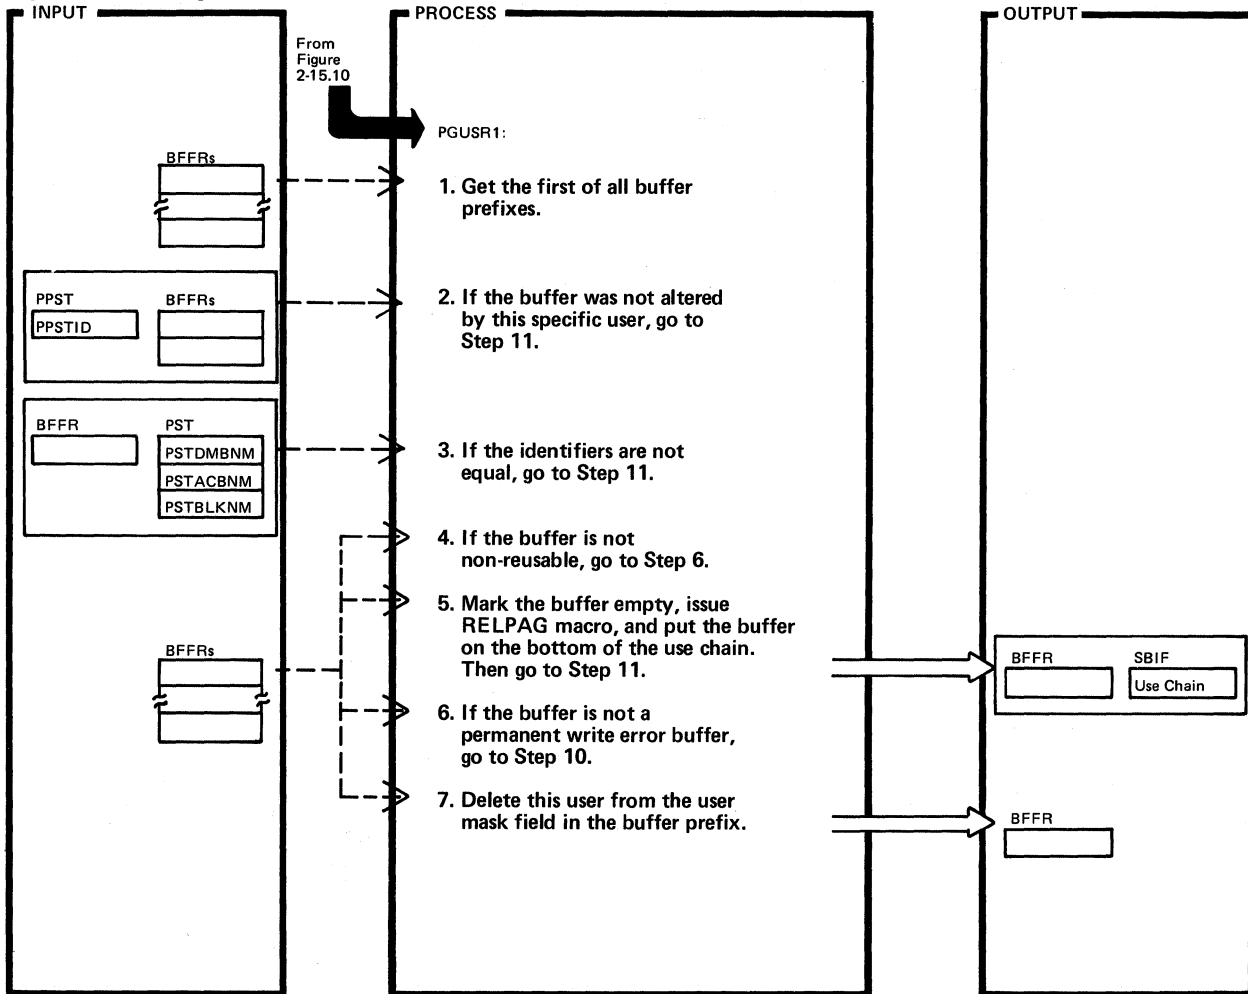 INPUT
PROCESS
OUTPUT
From
Figure
2-15.10
PGUSR1:
BFFRs
1. Get the first of all buffer
prefixes.
PPST
BFFRs
PPSTID
2. If the buffer was not altered
by this specific user, go to
Step 11.
BFFR
PST
PSTDMBNM
PSTACBNM
PSTBLKNM
3. If the identifiers are not
equal, go to Step 11.
4. If the buffer is not
non-reusable, go to Step 6.
5. Mark the buffer empty, issue
RELPAG macro, and put the buffer
on the bottom of the use chain.
Then go to Step 11.
BFFRs
BFFR
SBIF
Use Chain
6. If the buffer is not a
permanent write error buffer,
go to Step 10.
7. Delete this user from the user
mask field in the buffer prefix.
BFFR